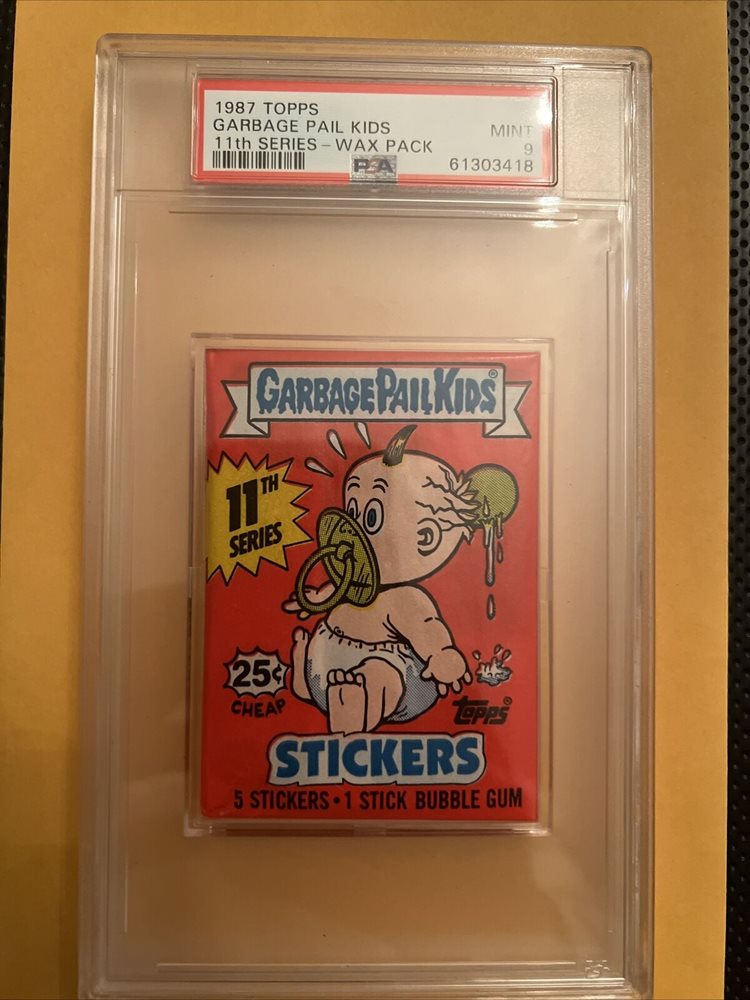 1987 TOPPS
GARBAGE PAIL KIDS MINT
11th SERIES - WAX PACK 9
PSA 61303418
GARBAGE PAIL KIDS®
11TH
SERIES
25¢
CHEAP
topps®
STICKERS
5 STICKERS • 1 STICK BUBBLE GUM